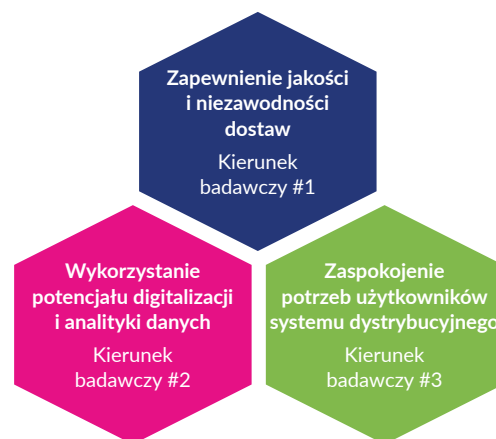 Zapewnienie jakości
i niezawodności
dostaw
Kierunek
badawczy #1
Wykorzystanie
potencjału digitalizacji
i analityki danych
Kierunek
badawczy #2
Zaspokojenie
potrzeb użytkowników
systemu dystrybucyjnego
Kierunek
badawczy #3